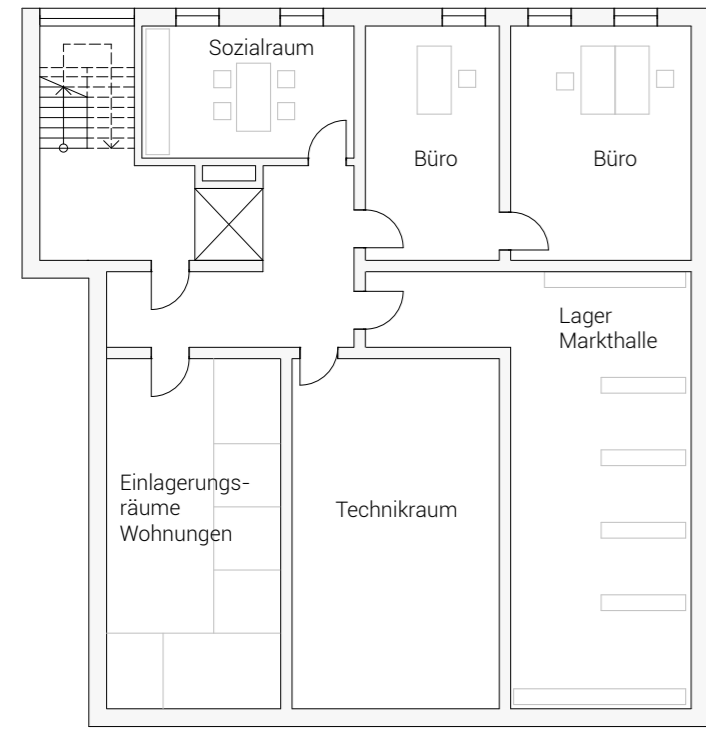 Sozialraum
Büro
Büro
Lager
Markthalle
Einlagerungs-
räume
Wohnungen
Technikraum